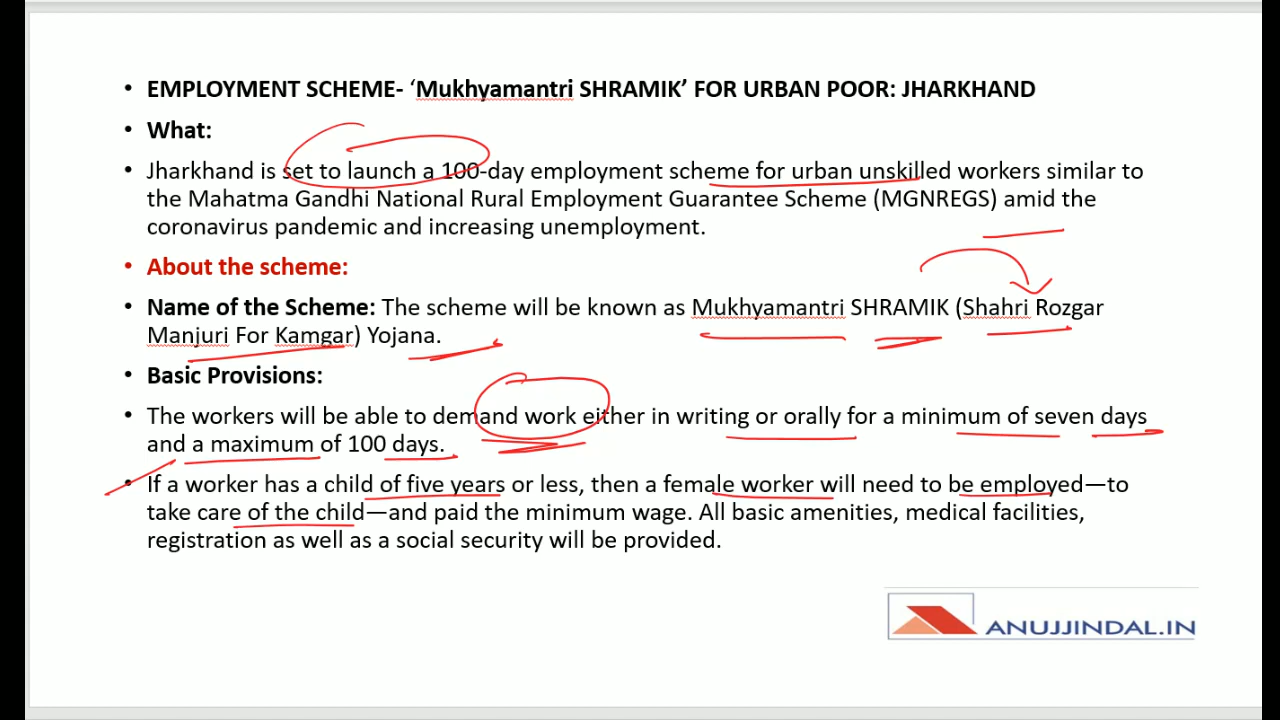 • EMPLOYMENT SCHEME- ‘Mukhyamantri SHRAMIK’ FOR URBAN POOR: JHARKHAND
• What:
• Jharkhand is set to launch a 100-day employment scheme for urban unskilled workers similar to
the Mahatma Gandhi National Rural Employment Guarantee Scheme (MGNREGS) amid the
coronavirus pandemic and increasing unemployment.
• About the scheme:
• Name of the Scheme: The scheme will be known as Mukhyamantri SHRAMIK (Shahri Rozgar
Manjuri For Kamgar) Yojana.
• Basic Provisions:
• The workers will be able to demand work either in writing or orally for a minimum of seven days
and a maximum of 100 days.
• If a worker has a child of five years or less, then a female worker will need to be employed—to
take care of the child—and paid the minimum wage. All basic amenities, medical facilities,
registration as well as a social security will be provided.
ANUJJINDAL.IN